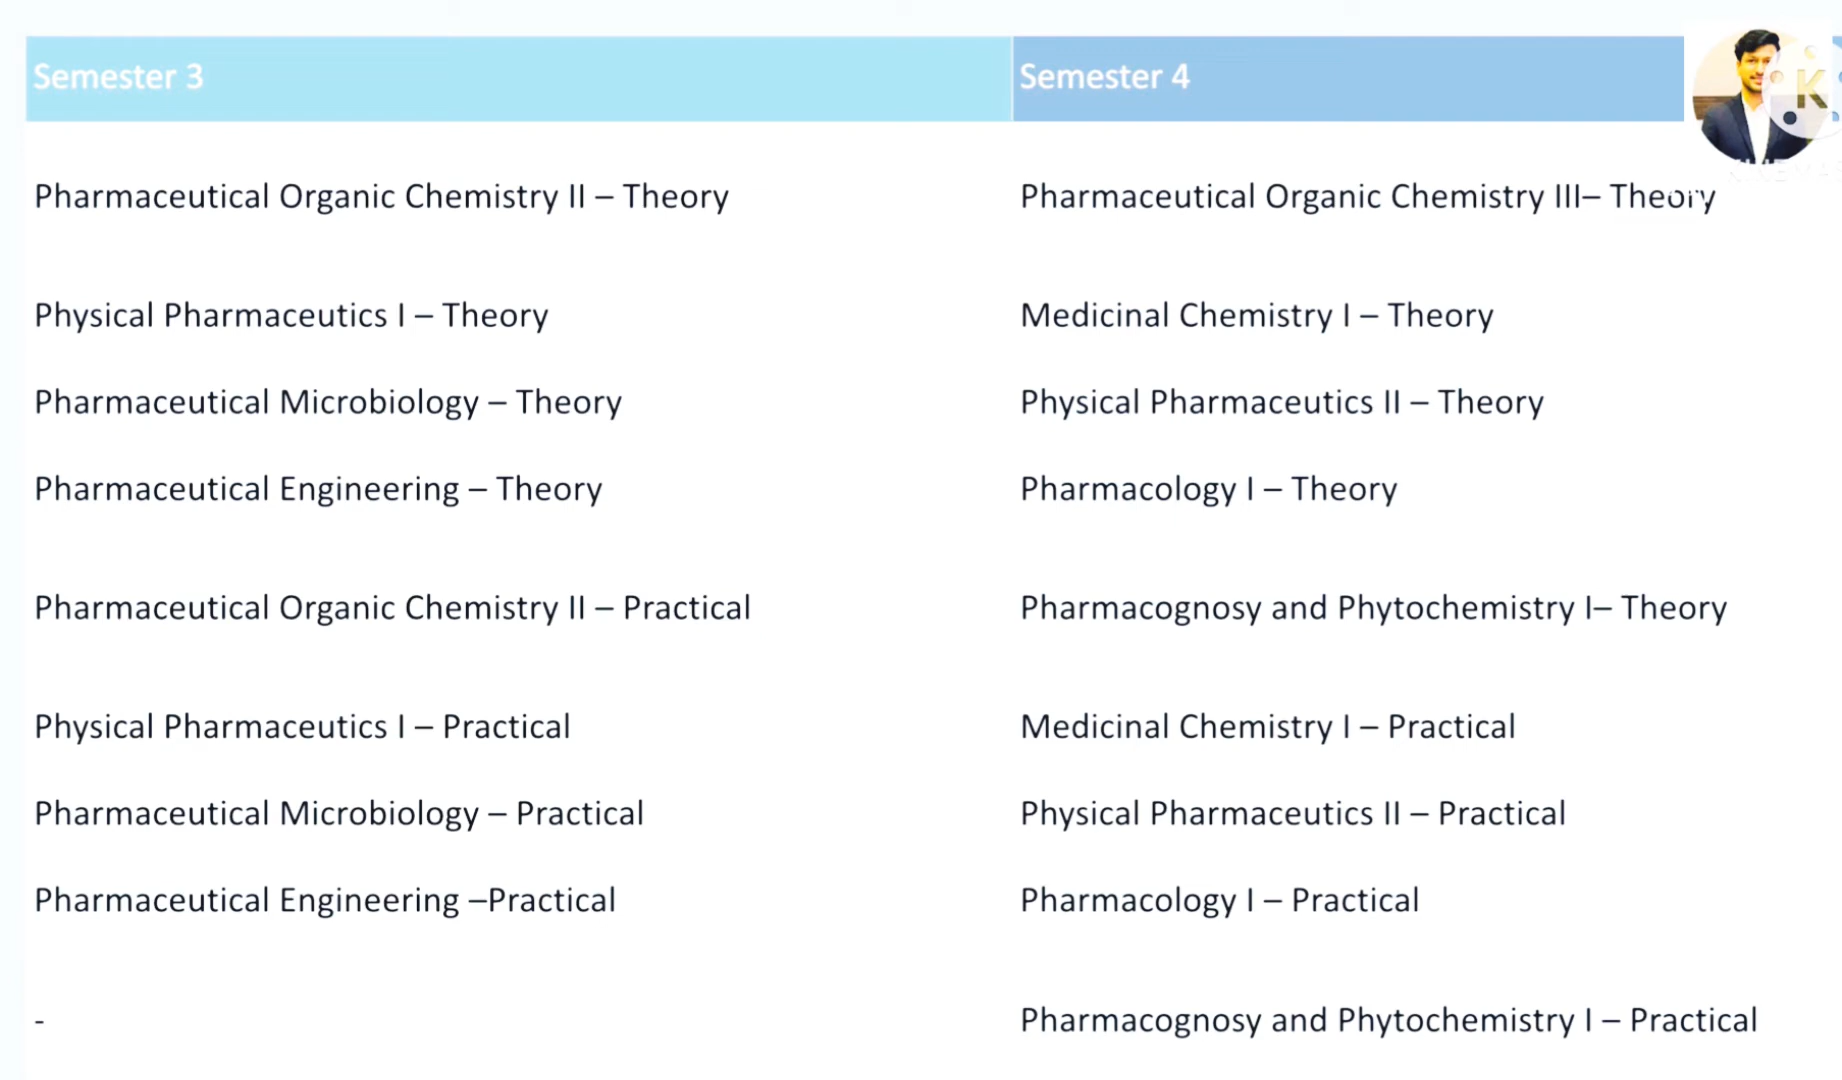 Semester 3 Semester 4
K
Pharmaceutical Organic Chemistry II – Theory Pharmaceutical Organic Chemistry III– Theory
Physical Pharmaceutics I – Theory Medicinal Chemistry I – Theory
Pharmaceutical Microbiology – Theory Physical Pharmaceutics II – Theory
Pharmaceutical Engineering – Theory Pharmacology I – Theory
Pharmaceutical Organic Chemistry II – Practical Pharmacognosy and Phytochemistry I– Theory
Physical Pharmaceutics I – Practical Medicinal Chemistry I – Practical
Pharmaceutical Microbiology – Practical Physical Pharmaceutics II – Practical
Pharmaceutical Engineering –Practical Pharmacology I – Practical
- Pharmacognosy and Phytochemistry I – Practical